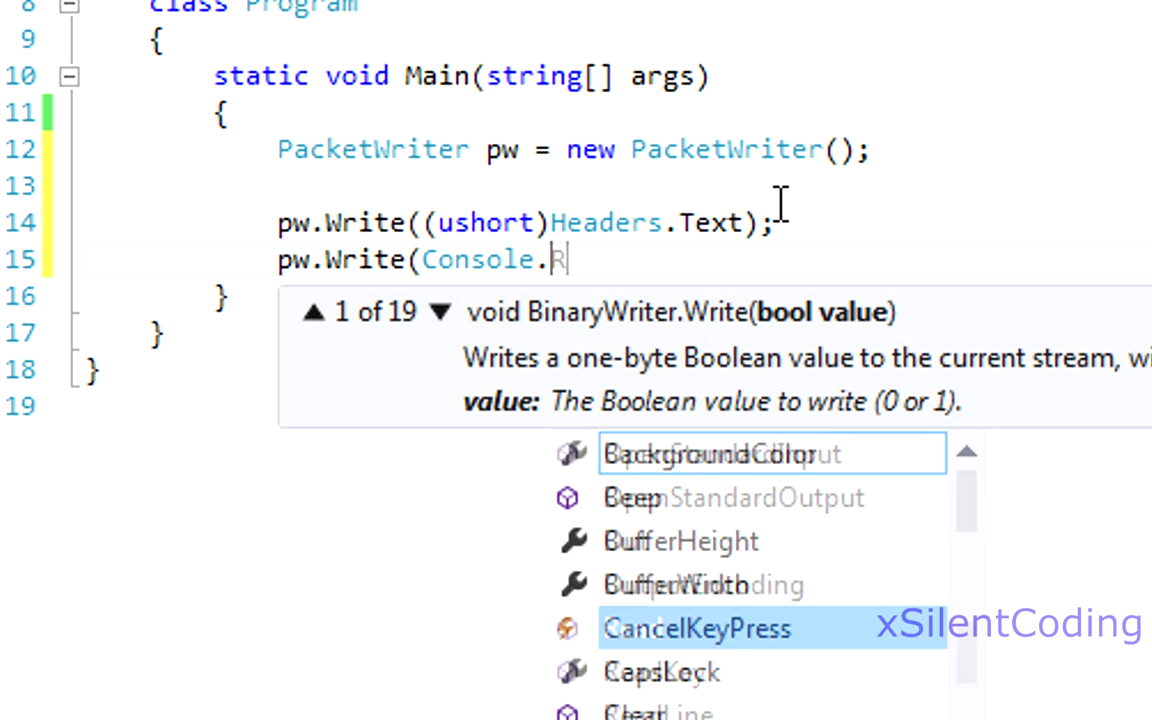 8 class Program
9 {
10 static void Main(string[] args)
11 {
12 PacketWriter pw = new PacketWriter();
13
14 pw.Write((ushort)Headers.Text);
15 pw.Write(Console.R
16 }
17 }
18 }
19
▲ 1 of 19 ▼ void BinaryWriter.Write(bool value)
Writes a one-byte Boolean value to the current stream, wi
value: The Boolean value to write (0 or 1).
BackgroundColor
Beep OpenStandardOutput
BufferHeight
BufferWidth
CancelKeyPress
CapsLock
Clear
xSilentCoding